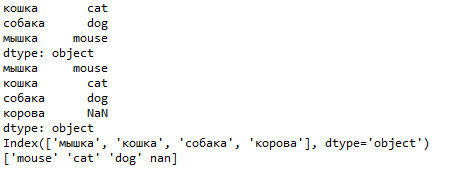 кошка cat
собака dog
мышка mouse
dtype: object
мышка mouse
кошка cat
собака dog
корова NaN
dtype: object
Index(['мышка', 'кошка', 'собака', 'корова'], dtype='object')
['mouse' 'cat' 'dog' nan]